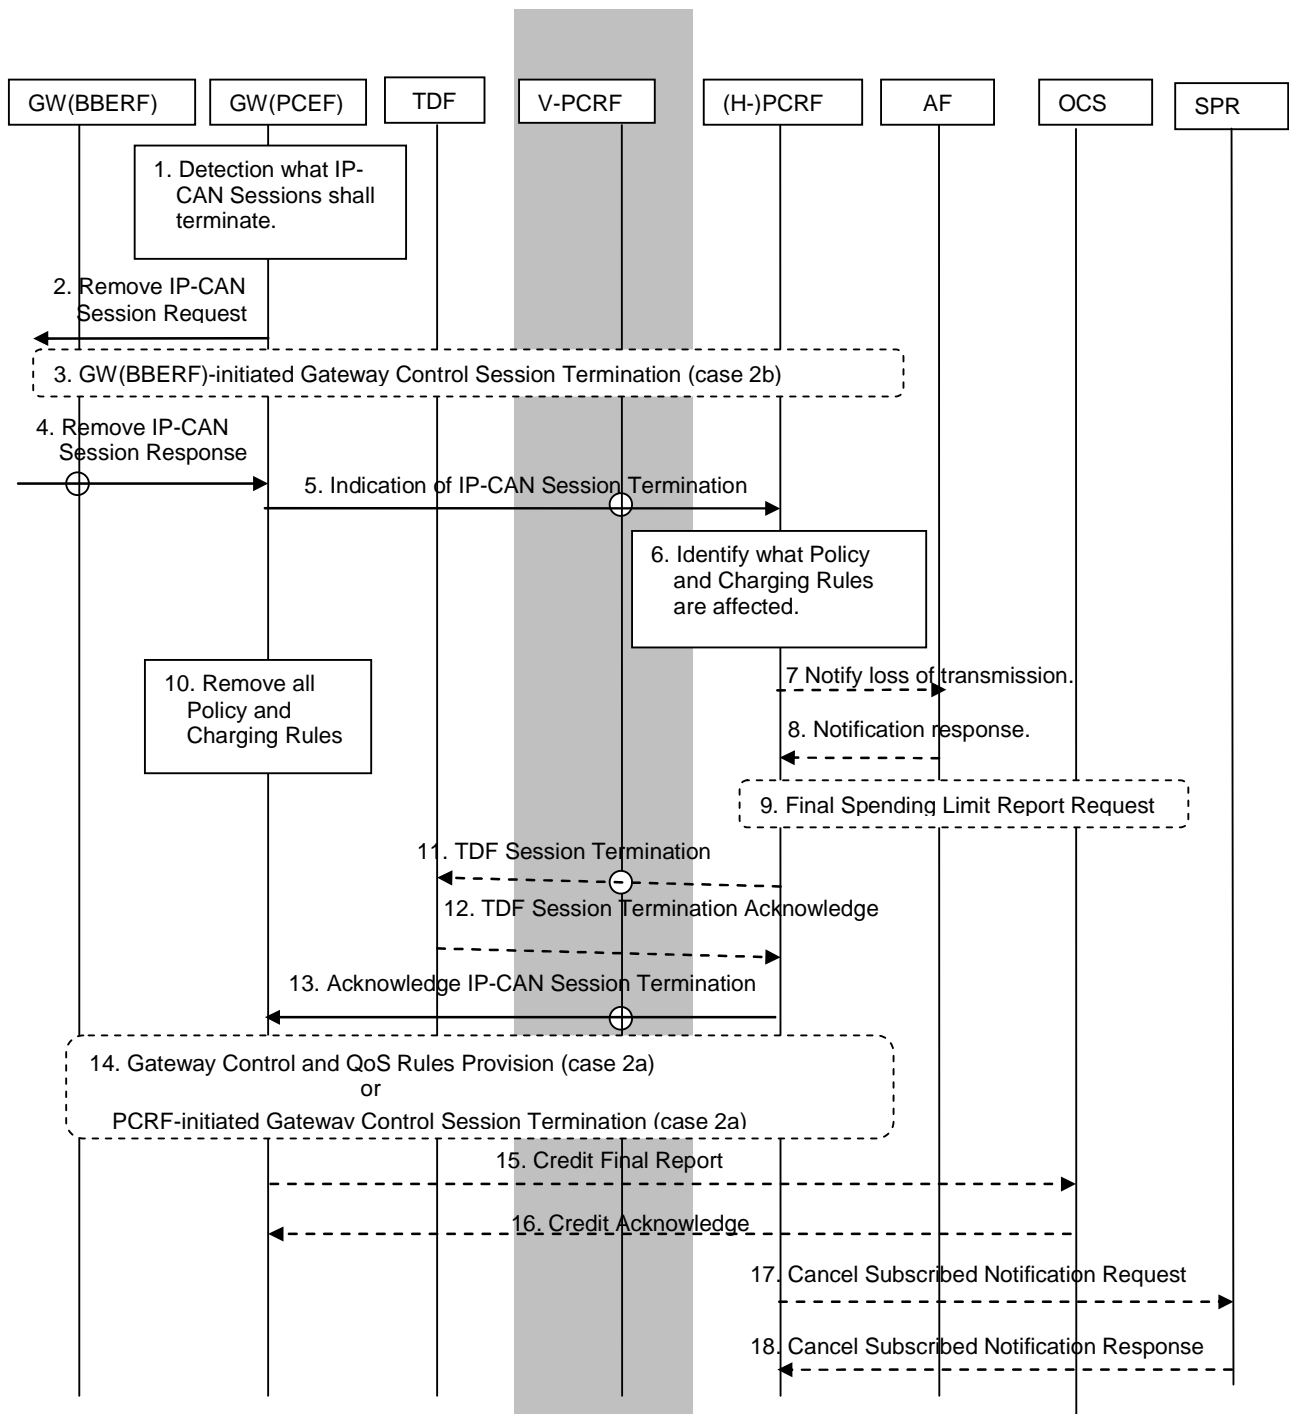 GW(BBERF)
GW(PCEF)
TDF
V-PCRF
(H-)PCRF
AF
OCS
SPR
1. Detection what IP-
CAN Sessions shall
terminate.
2. Remove IP-CAN
Session Request
3. GW(BBERF)-initiated Gateway Control Session Termination (case 2b)
4. Remove IP-CAN
Session Response
5. Indication of IP-CAN Session Termination
6. Identify what Policy
and Charging Rules
are affected.
7 Notify loss of transmission.
10. Remove all
Policy and
Charging Rules
8. Notification response.
9. Final Spending Limit Report Request
11. TDF Session Termination
12. TDF Session Termination Acknowledge
13. Acknowledge IP-CAN Session Termination
14. Gateway Control and QoS Rules Provision (case 2a)
or
PCRF-initiated Gateway Control Session Termination (case 2a)
15. Credit Final Report
16. Credit Acknowledge
17. Cancel Subscribed Notification Request
18. Cancel Subscribed Notification Response